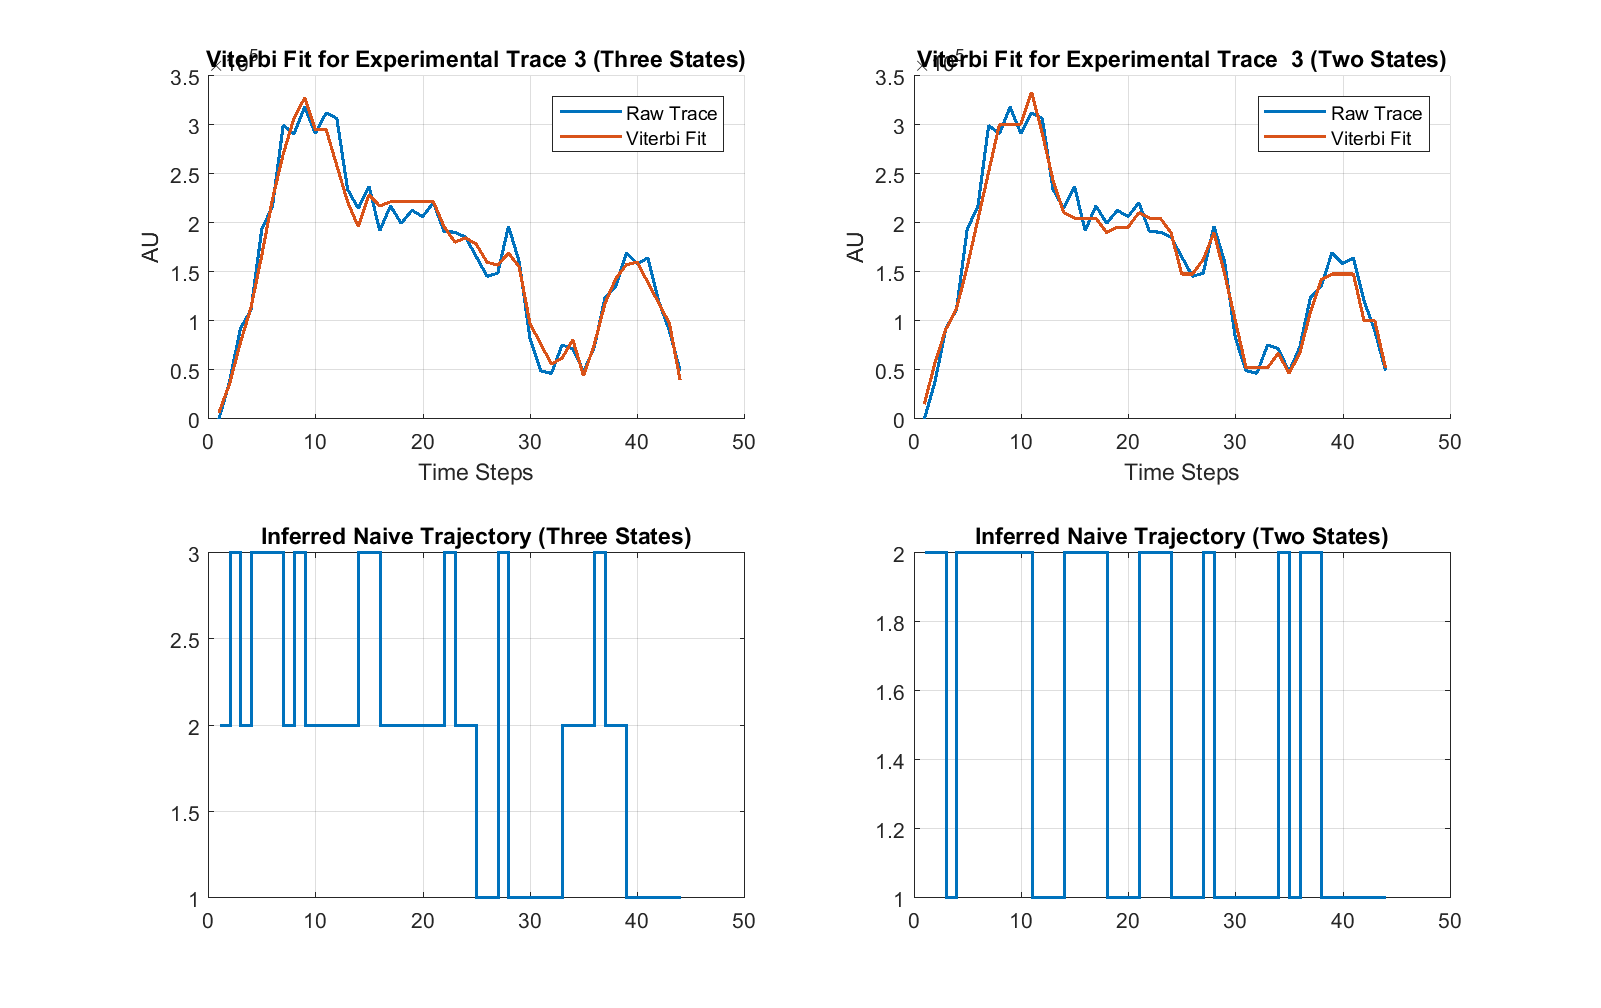 Viterbi Fit for Experimental Trace 3 (Three States)
3.5
3
2.5
2
1.5
1
0.5
0
AU
0 10 20 30 40 50
Time Steps
Raw Trace
Viterbi Fit
Viterbi Fit for Experimental Trace  3 (Two States)
3.5
3
2.5
2
1.5
1
0.5
0
AU
0 10 20 30 40 50
Time Steps
Raw Trace
Viterbi Fit
Inferred Naive Trajectory (Three States)
3
2.5
2
1.5
1
0 10 20 30 40 50
Inferred Naive Trajectory (Two States)
2
1.8
1.6
1.4
1.2
1
0 10 20 30 40 50